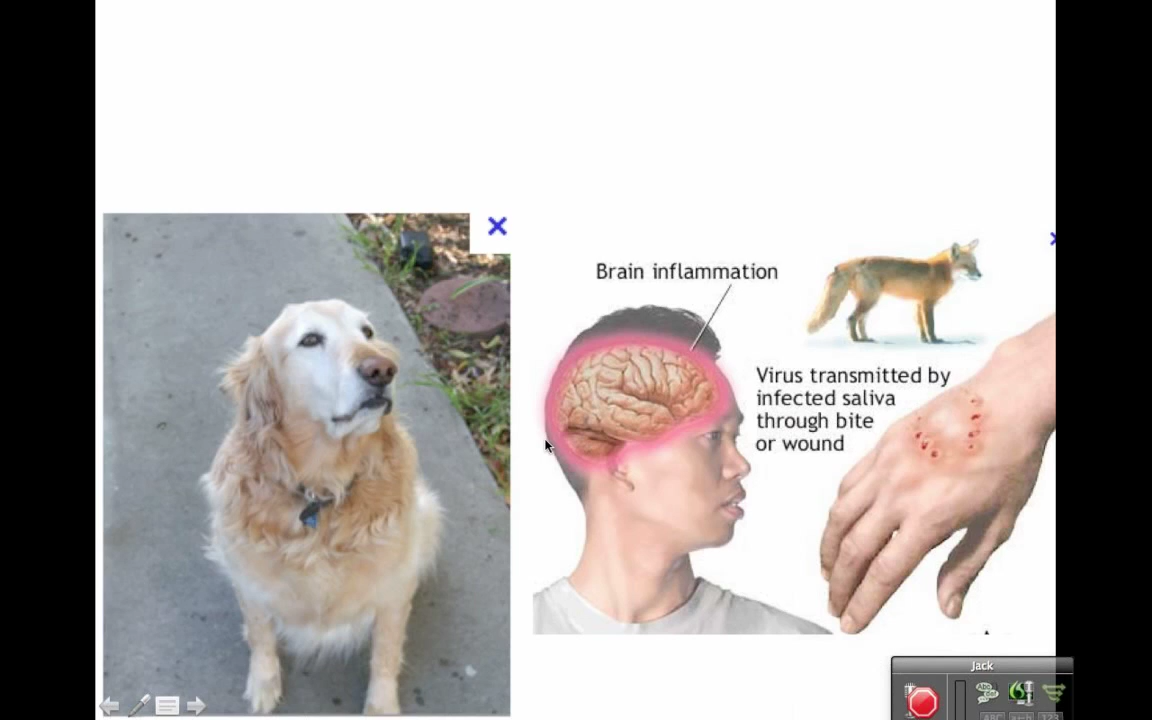 Brain inflammation
Virus transmitted by
infected saliva
through bite
or wound
Jack